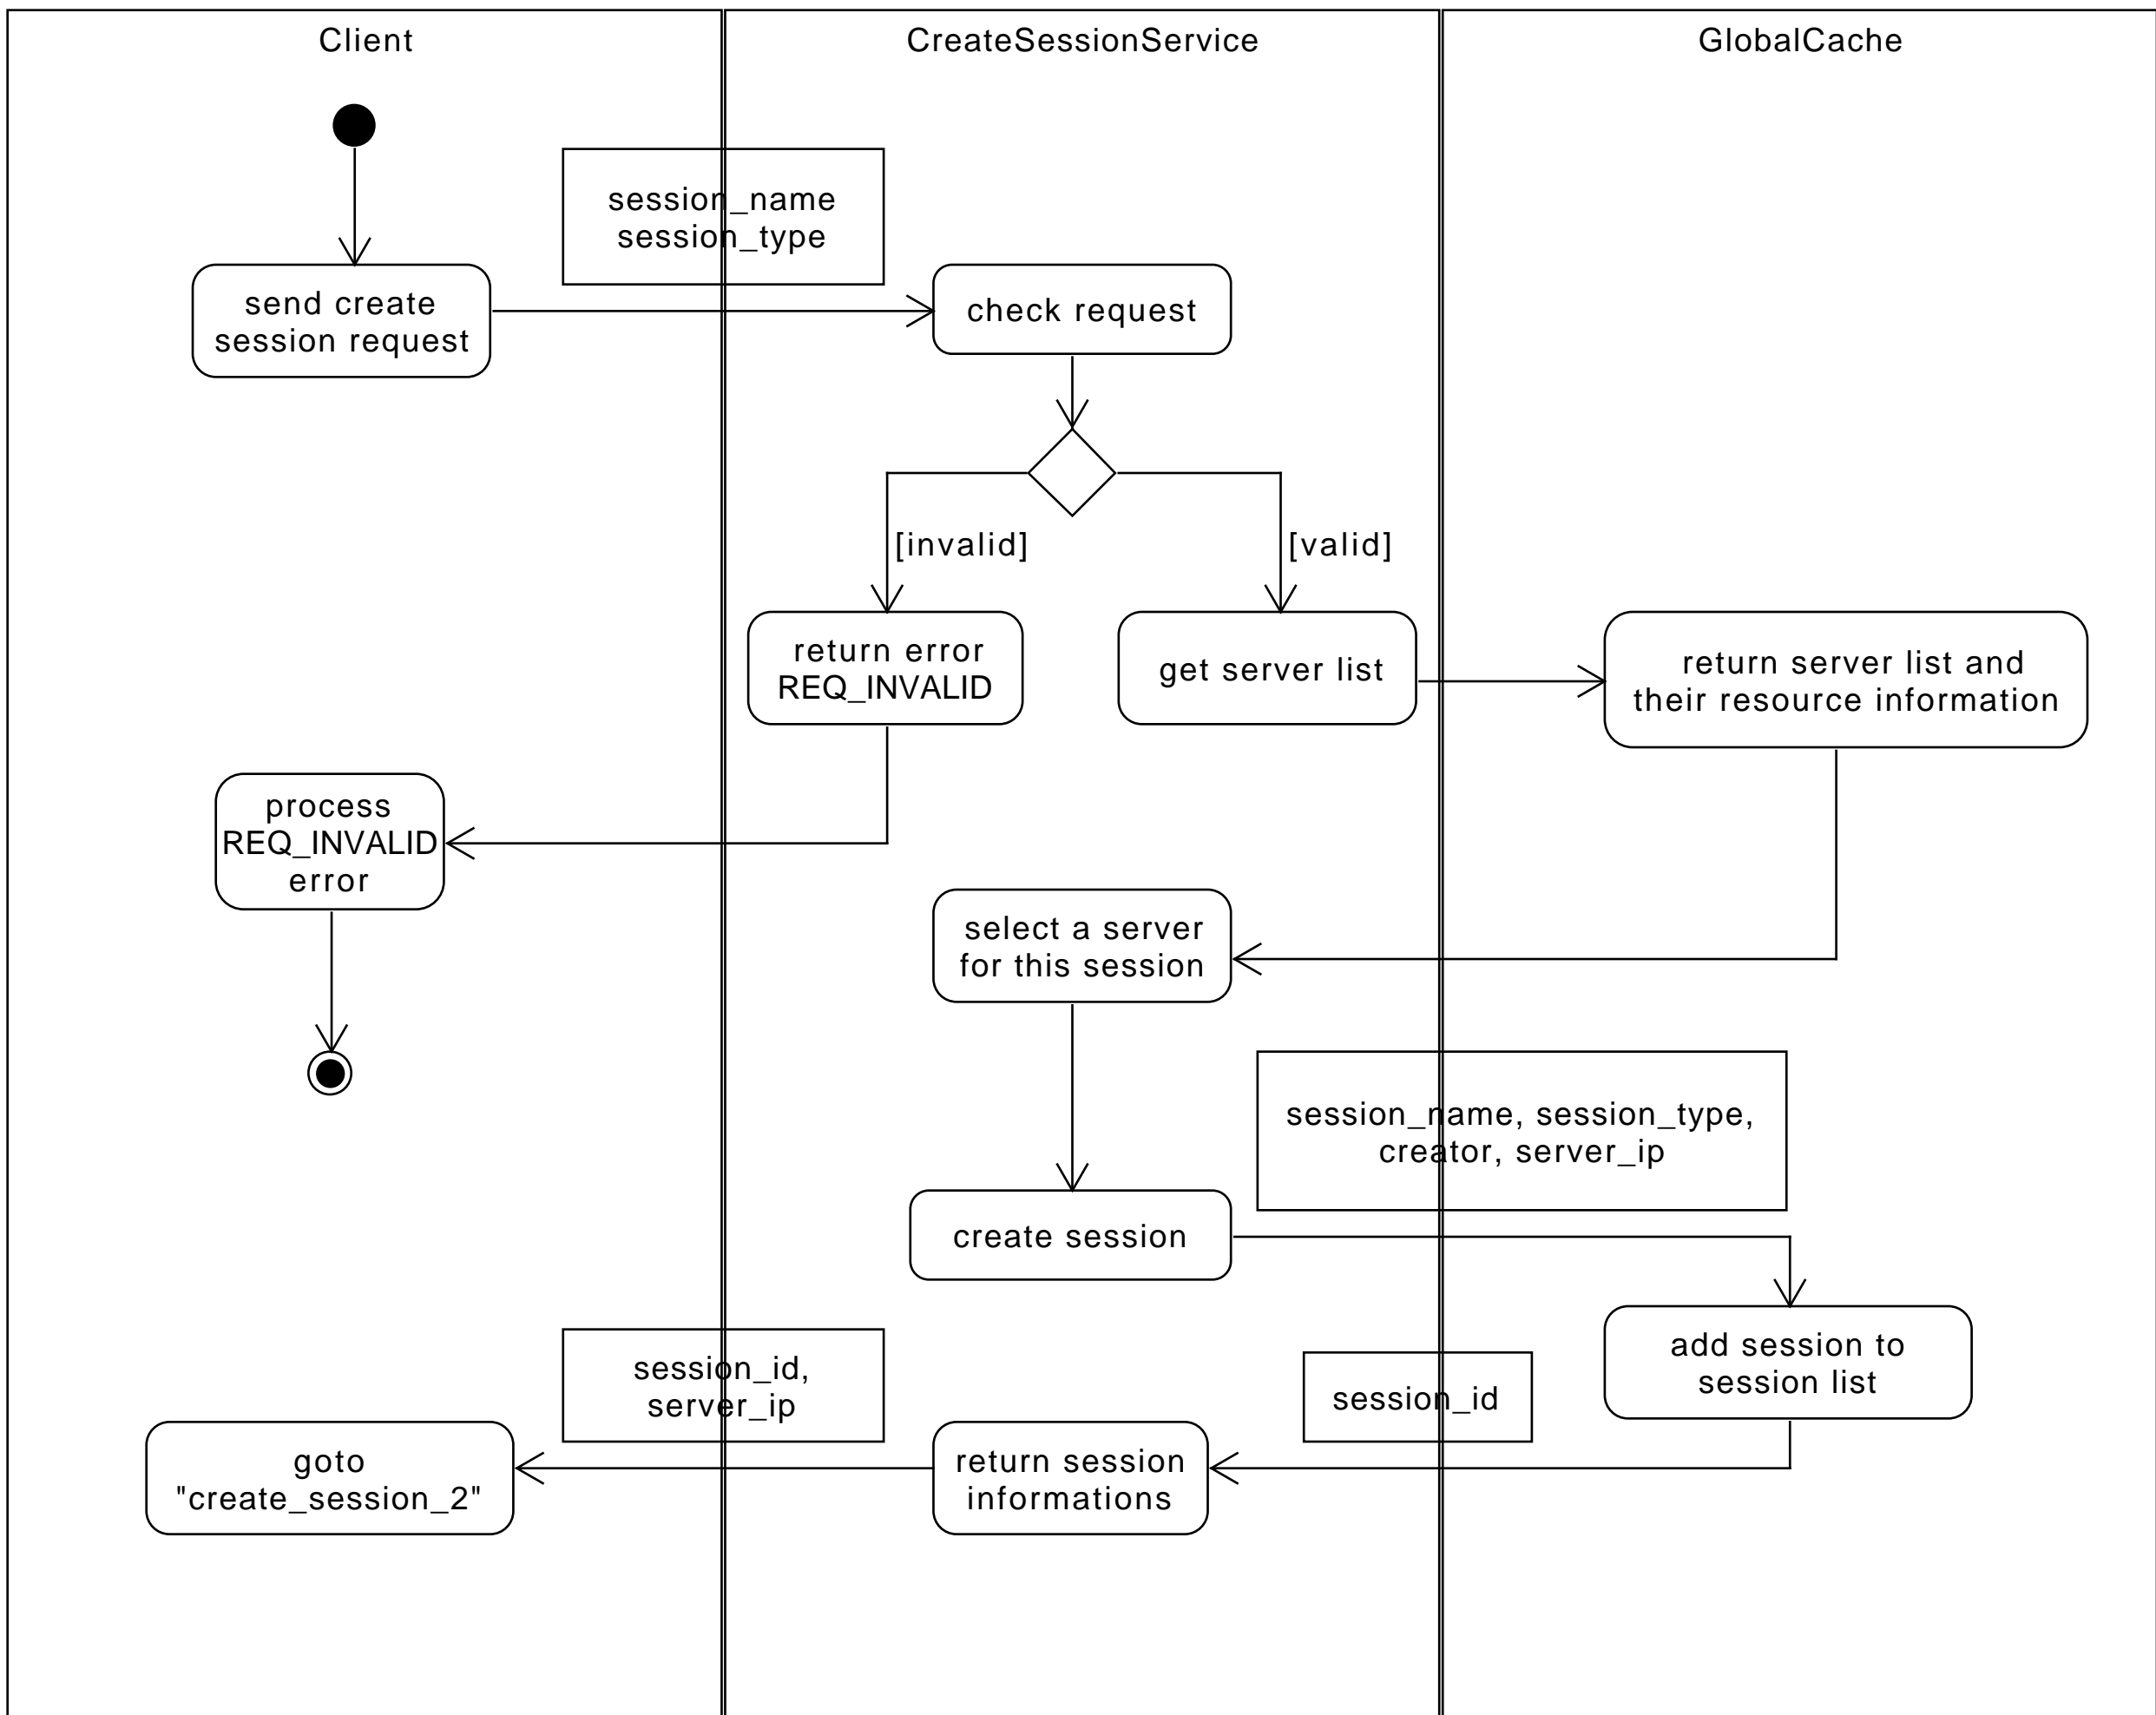 Client
CreateSessionService
GlobalCache
session_name
session_type
send create
session request
check request
[invalid]
[valid]
return error
REQ_INVALID
get server list
return server list and
their resource information
process
REQ_INVALID
error
select a server
for this session
session_name, session_type,
creator, server_ip
create session
add session to
session list
session_id,
server_ip
session_id
goto
"create_session_2"
return session
informations